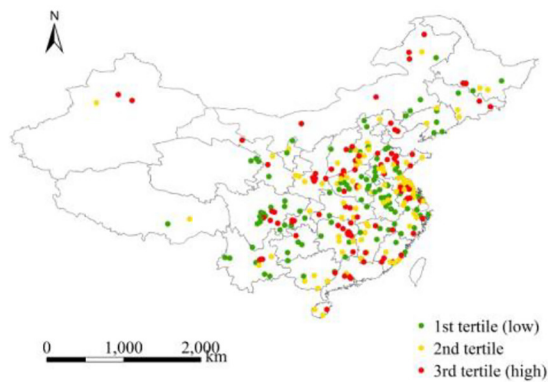 N
1st tertile (low)
2nd tertile
3rd tertile (high)
0 1,000 2,000
km